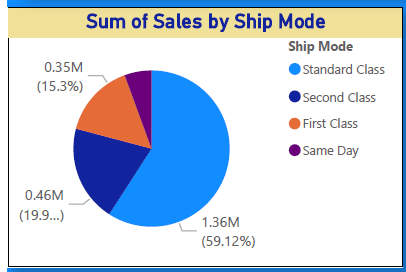 Sum of Sales by Ship Mode
Ship Mode
Standard Class
Second Class
First Class
Same Day
0.35M
(15.3%)
0.46M
(19.9...)
1.36M
(59.12%)